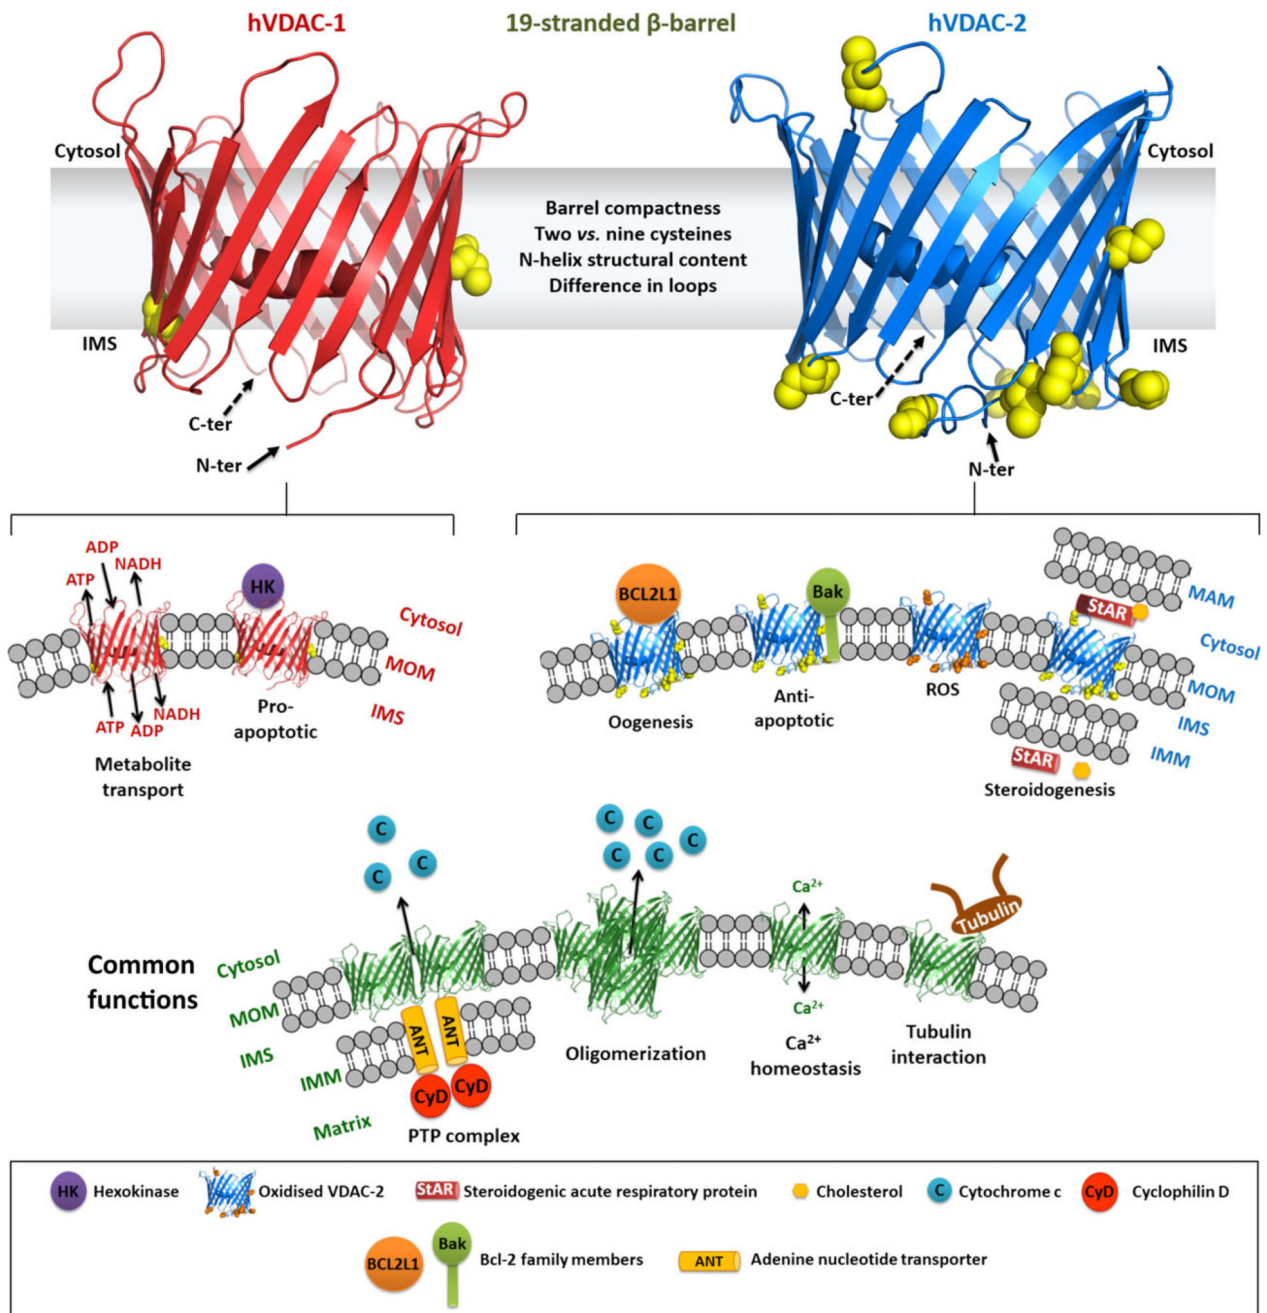 hVDAC-1
19-stranded β-barrel
hVDAC-2
Cytosol
Cytosol
Barrel compactness
Two vs. nine cysteines
N-helix structural content
Difference in loops
IMS
IMS
C-ter
N-ter
C-ter
N-ter
ADP
NADH
ATP
HK
Cytosol
MOM
IMS
ATP
ADP
NADH
Pro-
apoptotic
Metabolite
transport
BCL2L1
Bak
StAR
MAM
Cytosol
MOM
IMS
IMM
Oogenesis
Anti-
apoptotic
ROS
StAR
Steroidogenesis
C
C
C
C
C
C
C
C
Ca²⁺
Tubulin
Common
functions
Cytosol
MOM
IMS
IMM
Matrix
ANT
ANT
CyD
CyD
PTP complex
Oligomerization
Ca²⁺
Ca²⁺
homeostasis
Tubulin
interaction
HK Hexokinase
Oxidised VDAC-2
StAR Steroidogenic acute respiratory protein
Cholesterol
C Cytochrome c
CyD Cyclophilin D
BCL2L1
Bak
Bcl-2 family members
ANT Adenine nucleotide transporter